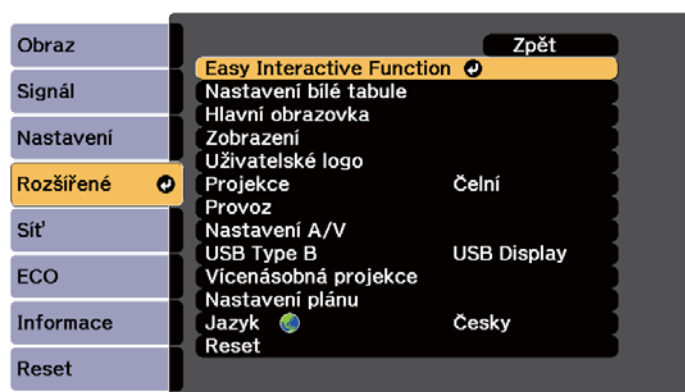 Obraz
Signál
Nastavení
Rozšířené
Síť
ECO
Informace
Reset
Zpět
Easy Interactive Function
Nastavení bílé tabule
Hlavní obrazovka
Zobrazení
Uživatelské logo
Projekce Čelní
Provoz
Nastavení A/V
USB Type B USB Display
Vícenásobná projekce
Nastavení plánu
Jazyk Česky
Reset